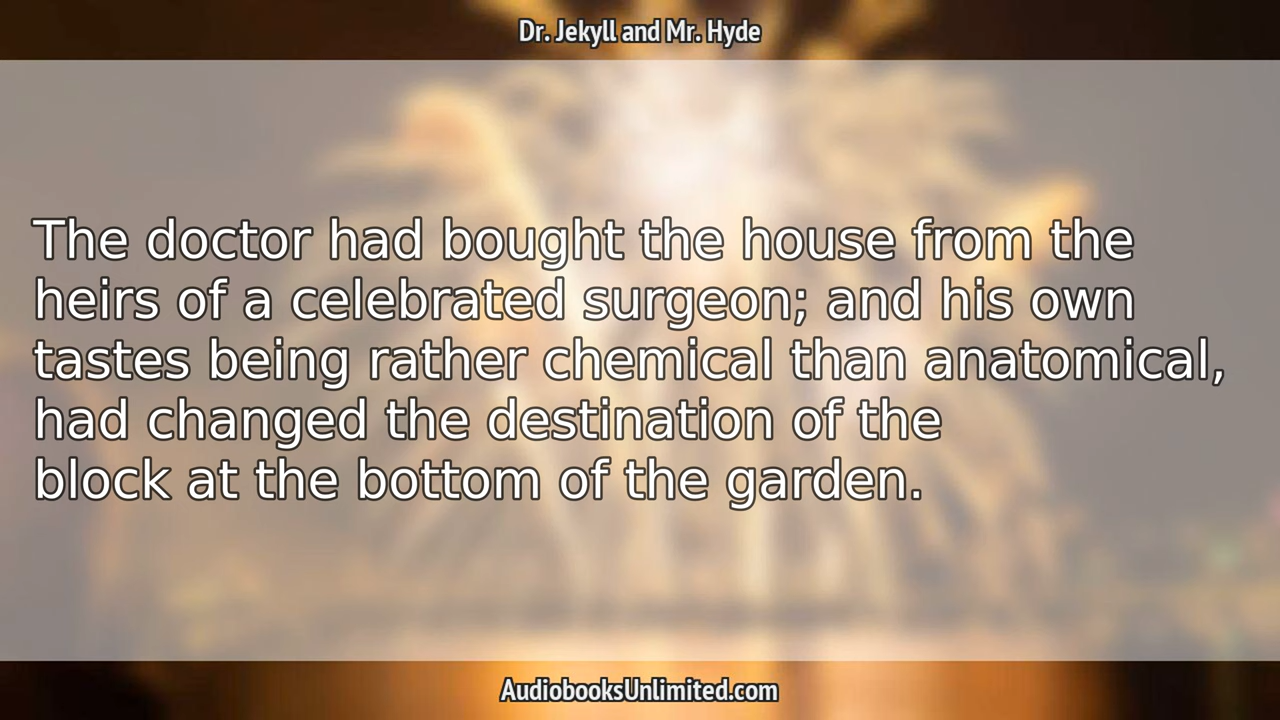 Dr. Jekyll and Mr. Hyde
The doctor had bought the house from the
heirs of a celebrated surgeon; and his own
tastes being rather chemical than anatomical,
had changed the destination of the
block at the bottom of the garden.
AudiobooksUnlimited.com